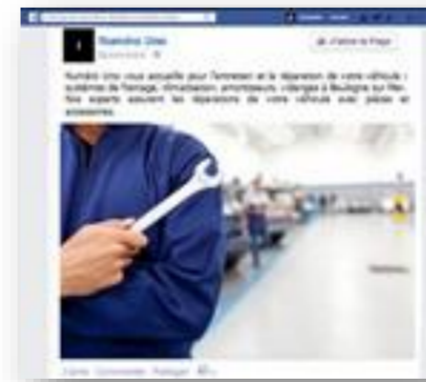 Numéro Uno
J'aime la Page
Numéro Uno vous accueille pour l'entretien et la réparation de votre véhicule :
systèmes de freinage, climatisation, amortisseurs, vidanges à Boulogne sur Mer.
Nos experts assurent les réparations de votre véhicule avec pièces et
accessoires.
J'aime Commenter Partager